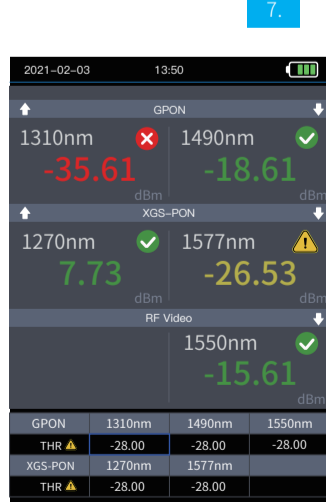 7.
2021-02-03 13:50
GPON
1310nm 1490nm
-35.61 -18.61
dBm dBm
XGS-PON
1270nm 1577nm
7.73 -26.53
dBm dBm
RF Video
1550nm
-15.61
dBm
GPON 1310nm 1490nm 1550nm
THR -28.00 -28.00 -28.00
XGS-PON 1270nm 1577nm
THR -28.00 -28.00